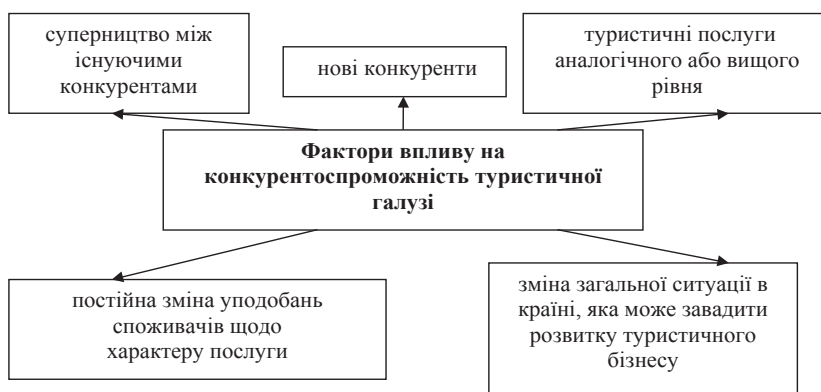 суперництво між
існуючими
конкурентами
нові конкуренти
туристичні послуги
аналогічного або вищого
рівня
Фактори впливу на
конкурентоспроможність туристичної
галузі
постійна зміна уподобань
споживачів щодо
характеру послуги
зміна загальної ситуації в
країні, яка може завадити
розвитку туристичного
бізнесу